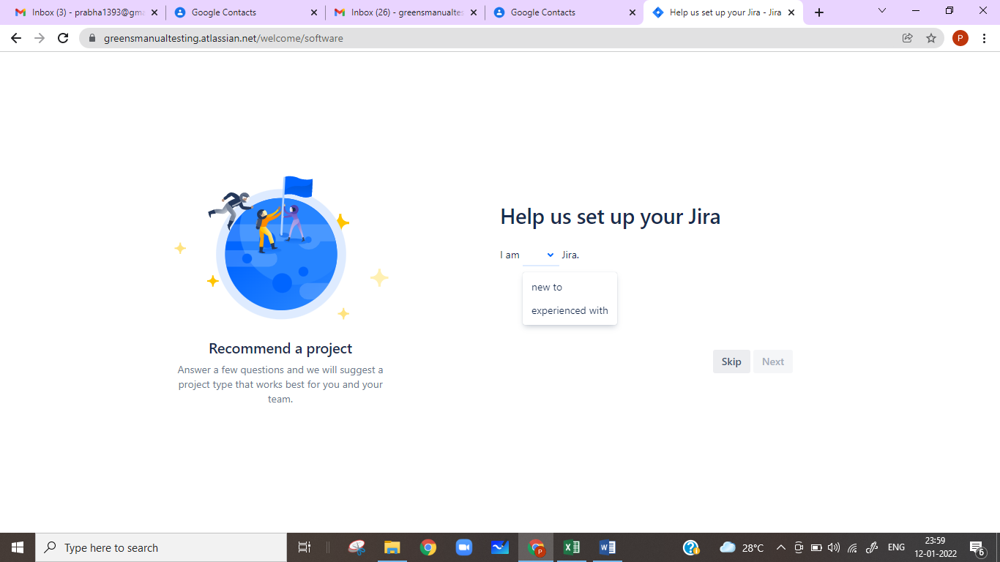 Inbox (3) - prabha1393@gma
Google Contacts
Inbox (26) - greensmanualtes
Google Contacts
Help us set up your Jira - Jira
greensmanualtesting.atlassian.net/welcome/software
P
Help us set up your Jira
I am Jira.
new to
experienced with
Recommend a project
Answer a few questions and we will suggest a
project type that works best for you and your
team.
Skip Next
Type here to search
P
28°C
ENG
23:59
12-01-2022
6